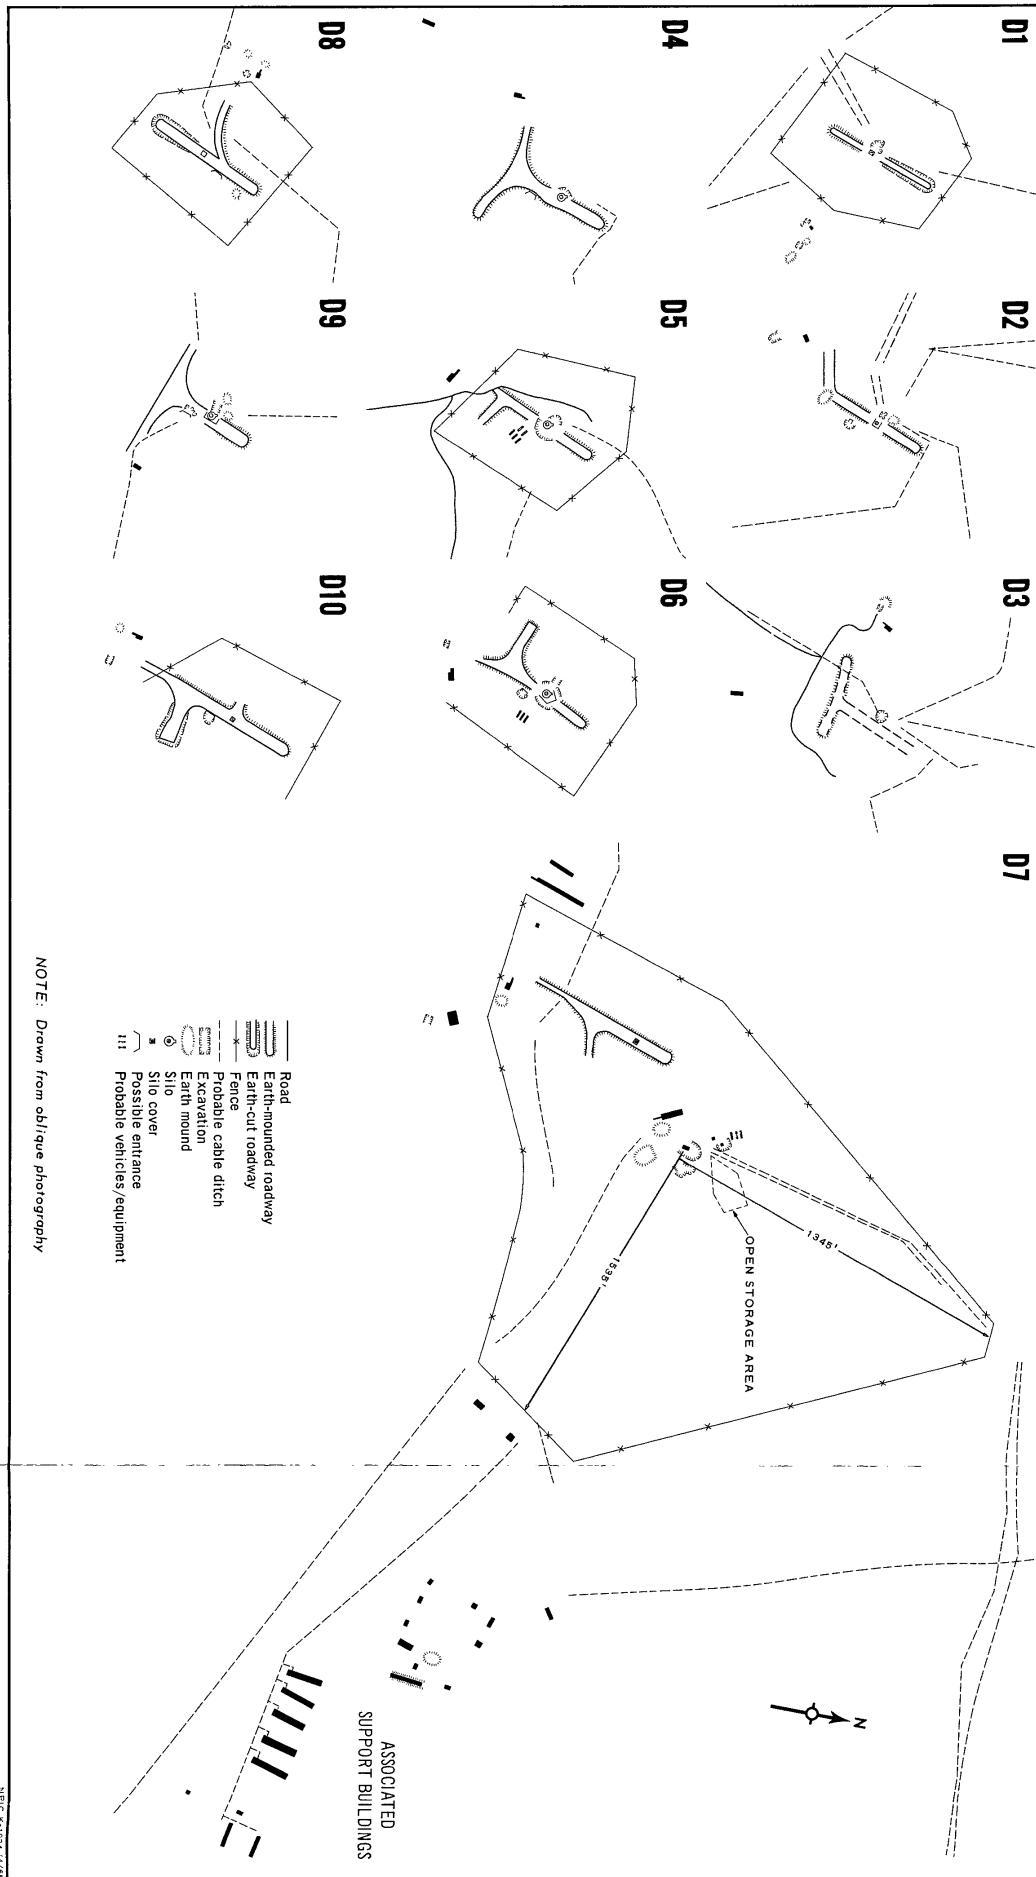 D1
D2
D3
D4
D5
D6
D7
D8
D9
D10
1345'
1535'
OPEN STORAGE AREA
N
ASSOCIATED
SUPPORT BUILDINGS
Road
Earth-mounded roadway
Earth-cut roadway
Fence
Probable cable ditch
Excavation
Earth mound
Silo
Silo cover
Possible entrance
Probable vehicles/equipment
NOTE: Drawn from oblique photography